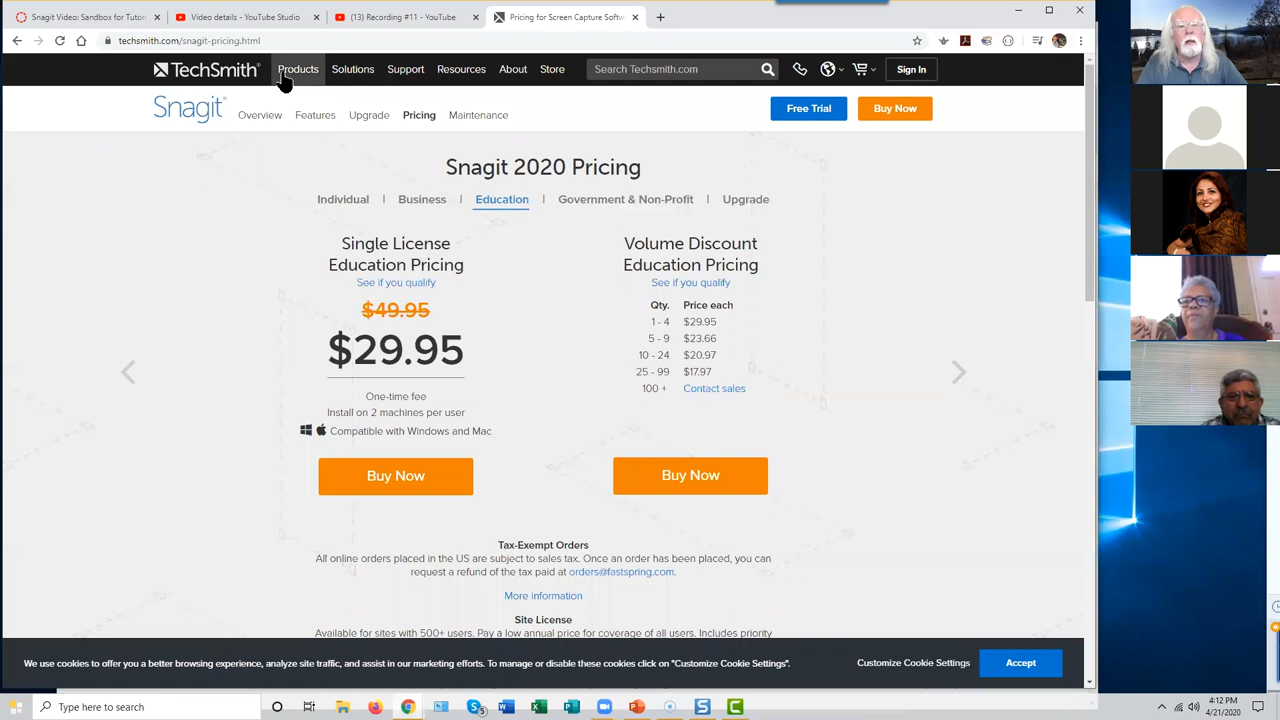 Snagit Video: Sandbox for Tutor
Video details - YouTube Studio
(13) Recording #11 - YouTube
Pricing for Screen Capture Softw
techsmith.com/snagit-pricing.html
TechSmith
Products
Solutions
Support
Resources
About
Store
Search Techsmith.com
Sign In
Snagit
Overview
Features
Upgrade
Pricing
Maintenance
Free Trial
Buy Now
Snagit 2020 Pricing
Individual | Business | Education | Government & Non-Profit | Upgrade
Single License
Education Pricing
See if you qualify
$49.95
$29.95
One-time fee
Install on 2 machines per user
Compatible with Windows and Mac
Buy Now
Volume Discount
Education Pricing
See if you qualify
Qty. Price each
1 - 4 $29.95
5 - 9 $23.66
10 - 24 $20.97
25 - 99 $17.97
100 + Contact sales
Buy Now
Tax-Exempt Orders
All online orders placed in the US are subject to sales tax. Once an order has been placed, you can
request a refund of the tax paid at orders@fastspring.com.
More information
Site License
Available for sites with 500+ users. Pay a low annual price for coverage of all users. Includes priority
We use cookies to offer you a better browsing experience, analyze site traffic, and assist in our marketing efforts. To manage or disable these cookies click on "Customize Cookie Settings".
Customize Cookie Settings
Accept
Type here to search
5
4:12 PM
4/21/2020